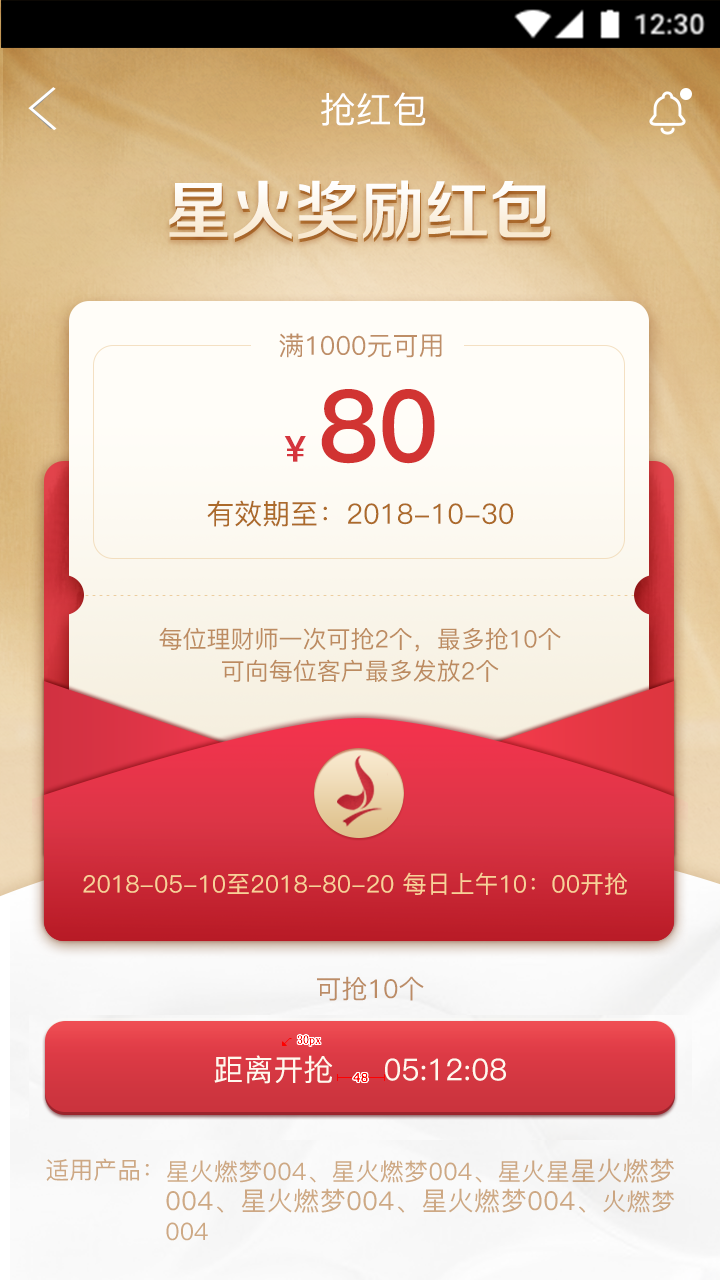 12:30
抢红包
星火奖励红包
满1000元可用
¥ 80
有效期至：2018-10-30
每位理财师一次可抢2个，最多抢10个
可向每位客户最多发放2个
2018-05-10至2018-80-20 每日上午10：00开抢
可抢10个
30px
距离开抢 48 05:12:08
适用产品：星火燃梦004、星火燃梦004、星火星星火燃梦
004、星火燃梦004、星火燃梦004、火燃梦
004